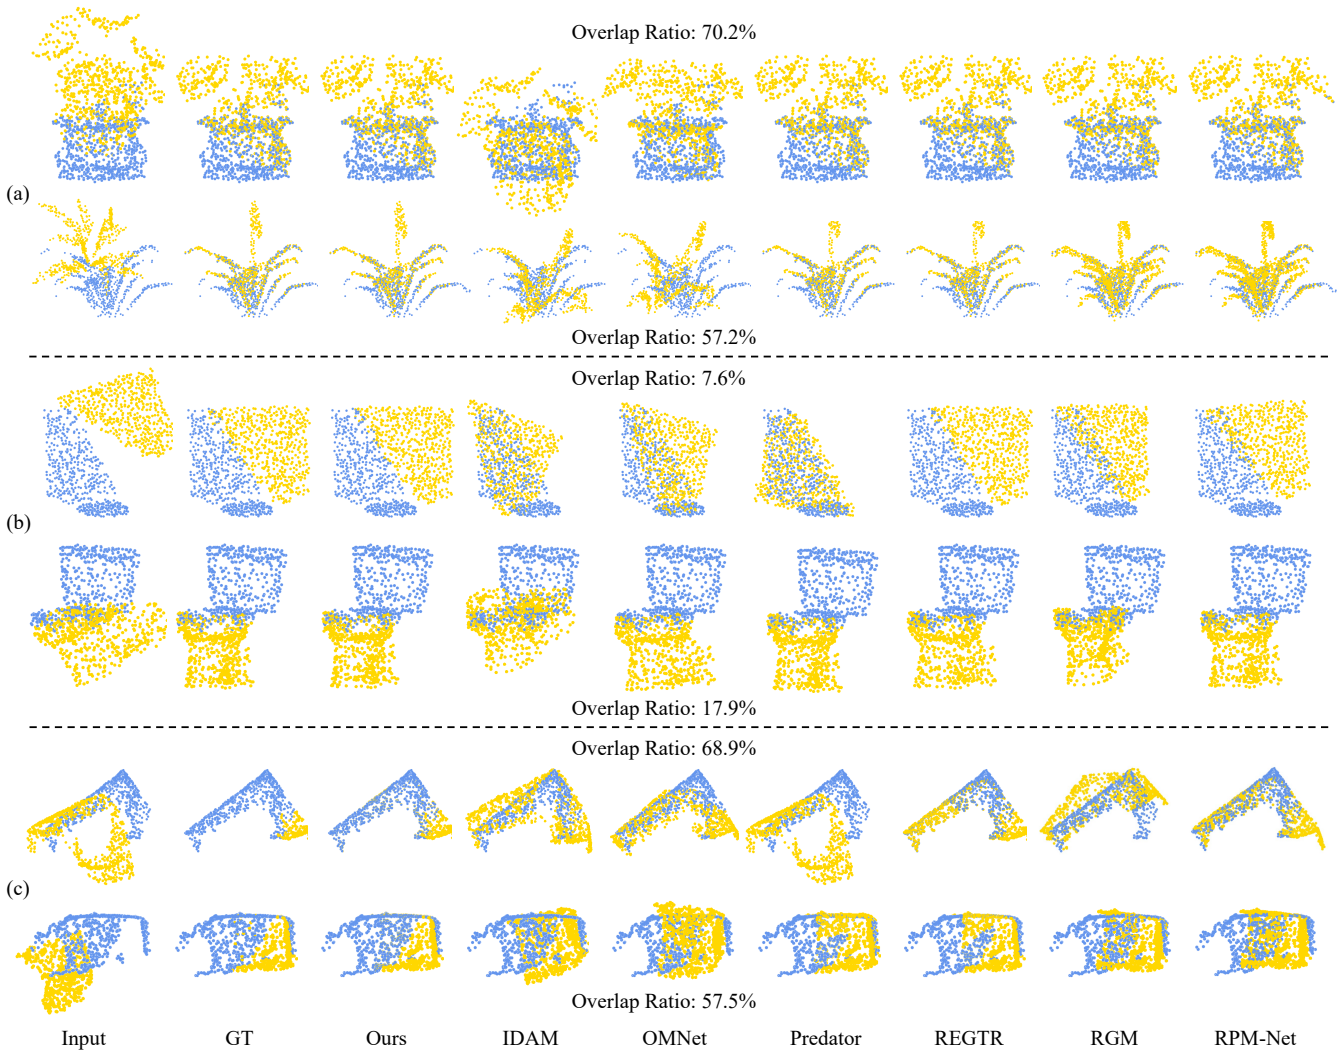 Overlap Ratio: 70.2%
(a)
Overlap Ratio: 57.2%
Overlap Ratio: 7.6%
(b)
Overlap Ratio: 17.9%
Overlap Ratio: 68.9%
(c)
Overlap Ratio: 57.5%
Input GT Ours IDAM OMNet Predator REGTR RGM RPM-Net